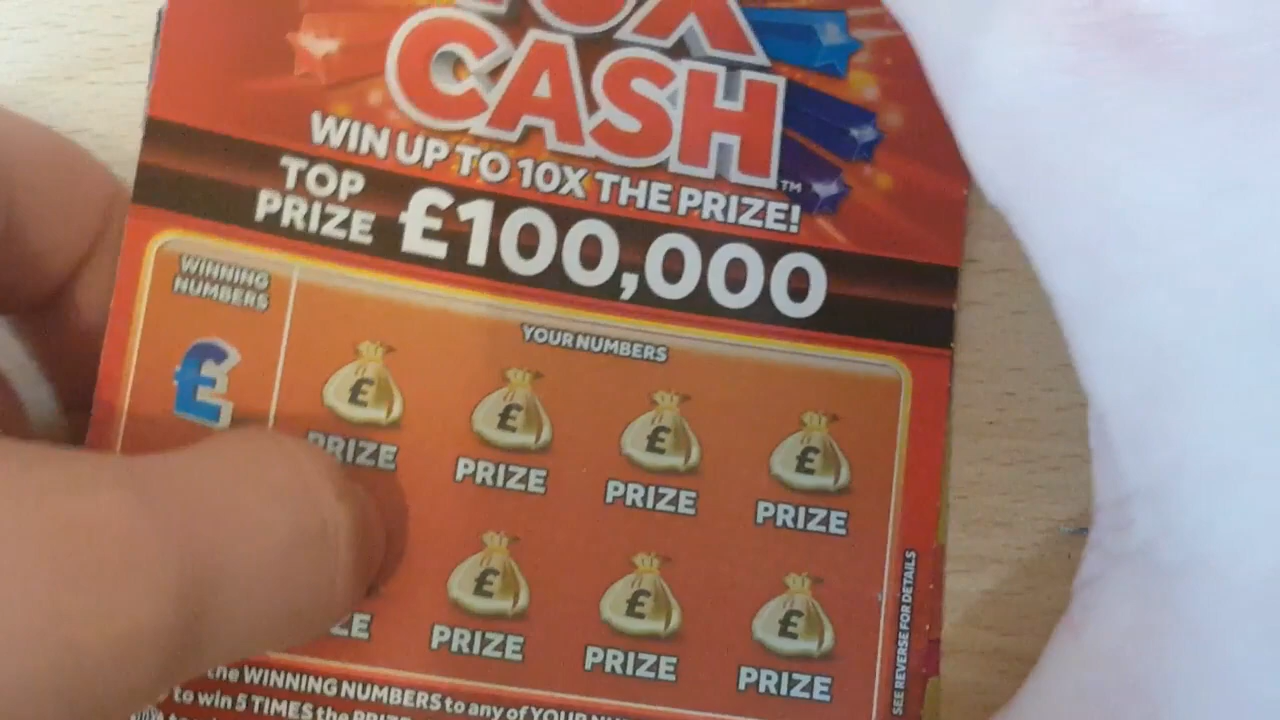 CASH
TM
WIN UP TO 10X THE PRIZE!
TOP PRIZE £100,000
WINNING NUMBERS
YOUR NUMBERS
£
£ £ £ £
PRIZE PRIZE PRIZE PRIZE
£ £ £
PRIZE PRIZE PRIZE
SEE REVERSE FOR DETAILS
the WINNING NUMBERS to any of YOUR
to win 5 TIMES the